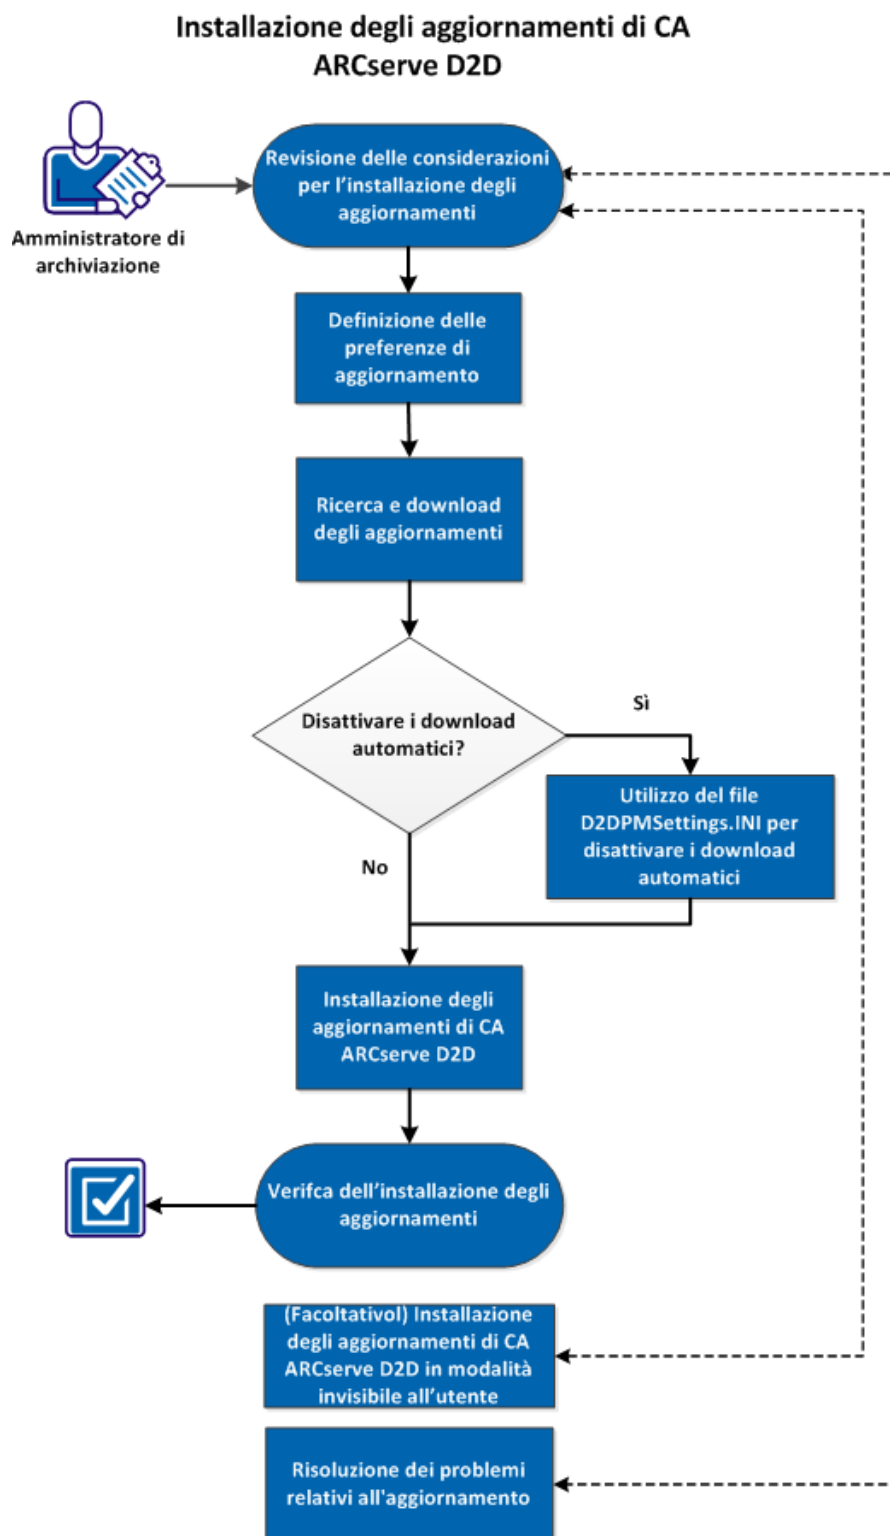 Installazione degli aggiornamenti di CA
ARCserve D2D
Revisione delle considerazioni
per l'installazione degli
aggiornamenti
Amministratore di
archiviazione
Definizione delle
preferenze di
aggiornamento
Ricerca e download
degli aggiornamenti
Disattivare i download
automatici?
Sì
Utilizzo del file
D2DPMSettings.INI per
disattivare i download
automatici
No
Installazione degli
aggiornamenti di CA
ARCserve D2D
Verifca dell'installazione degli
aggiornamenti
(Facoltativol) Installazione
degli aggiornamenti di CA
ARCserve D2D in modalità
invisibile all'utente
Risoluzione dei problemi
relativi all'aggiornamento